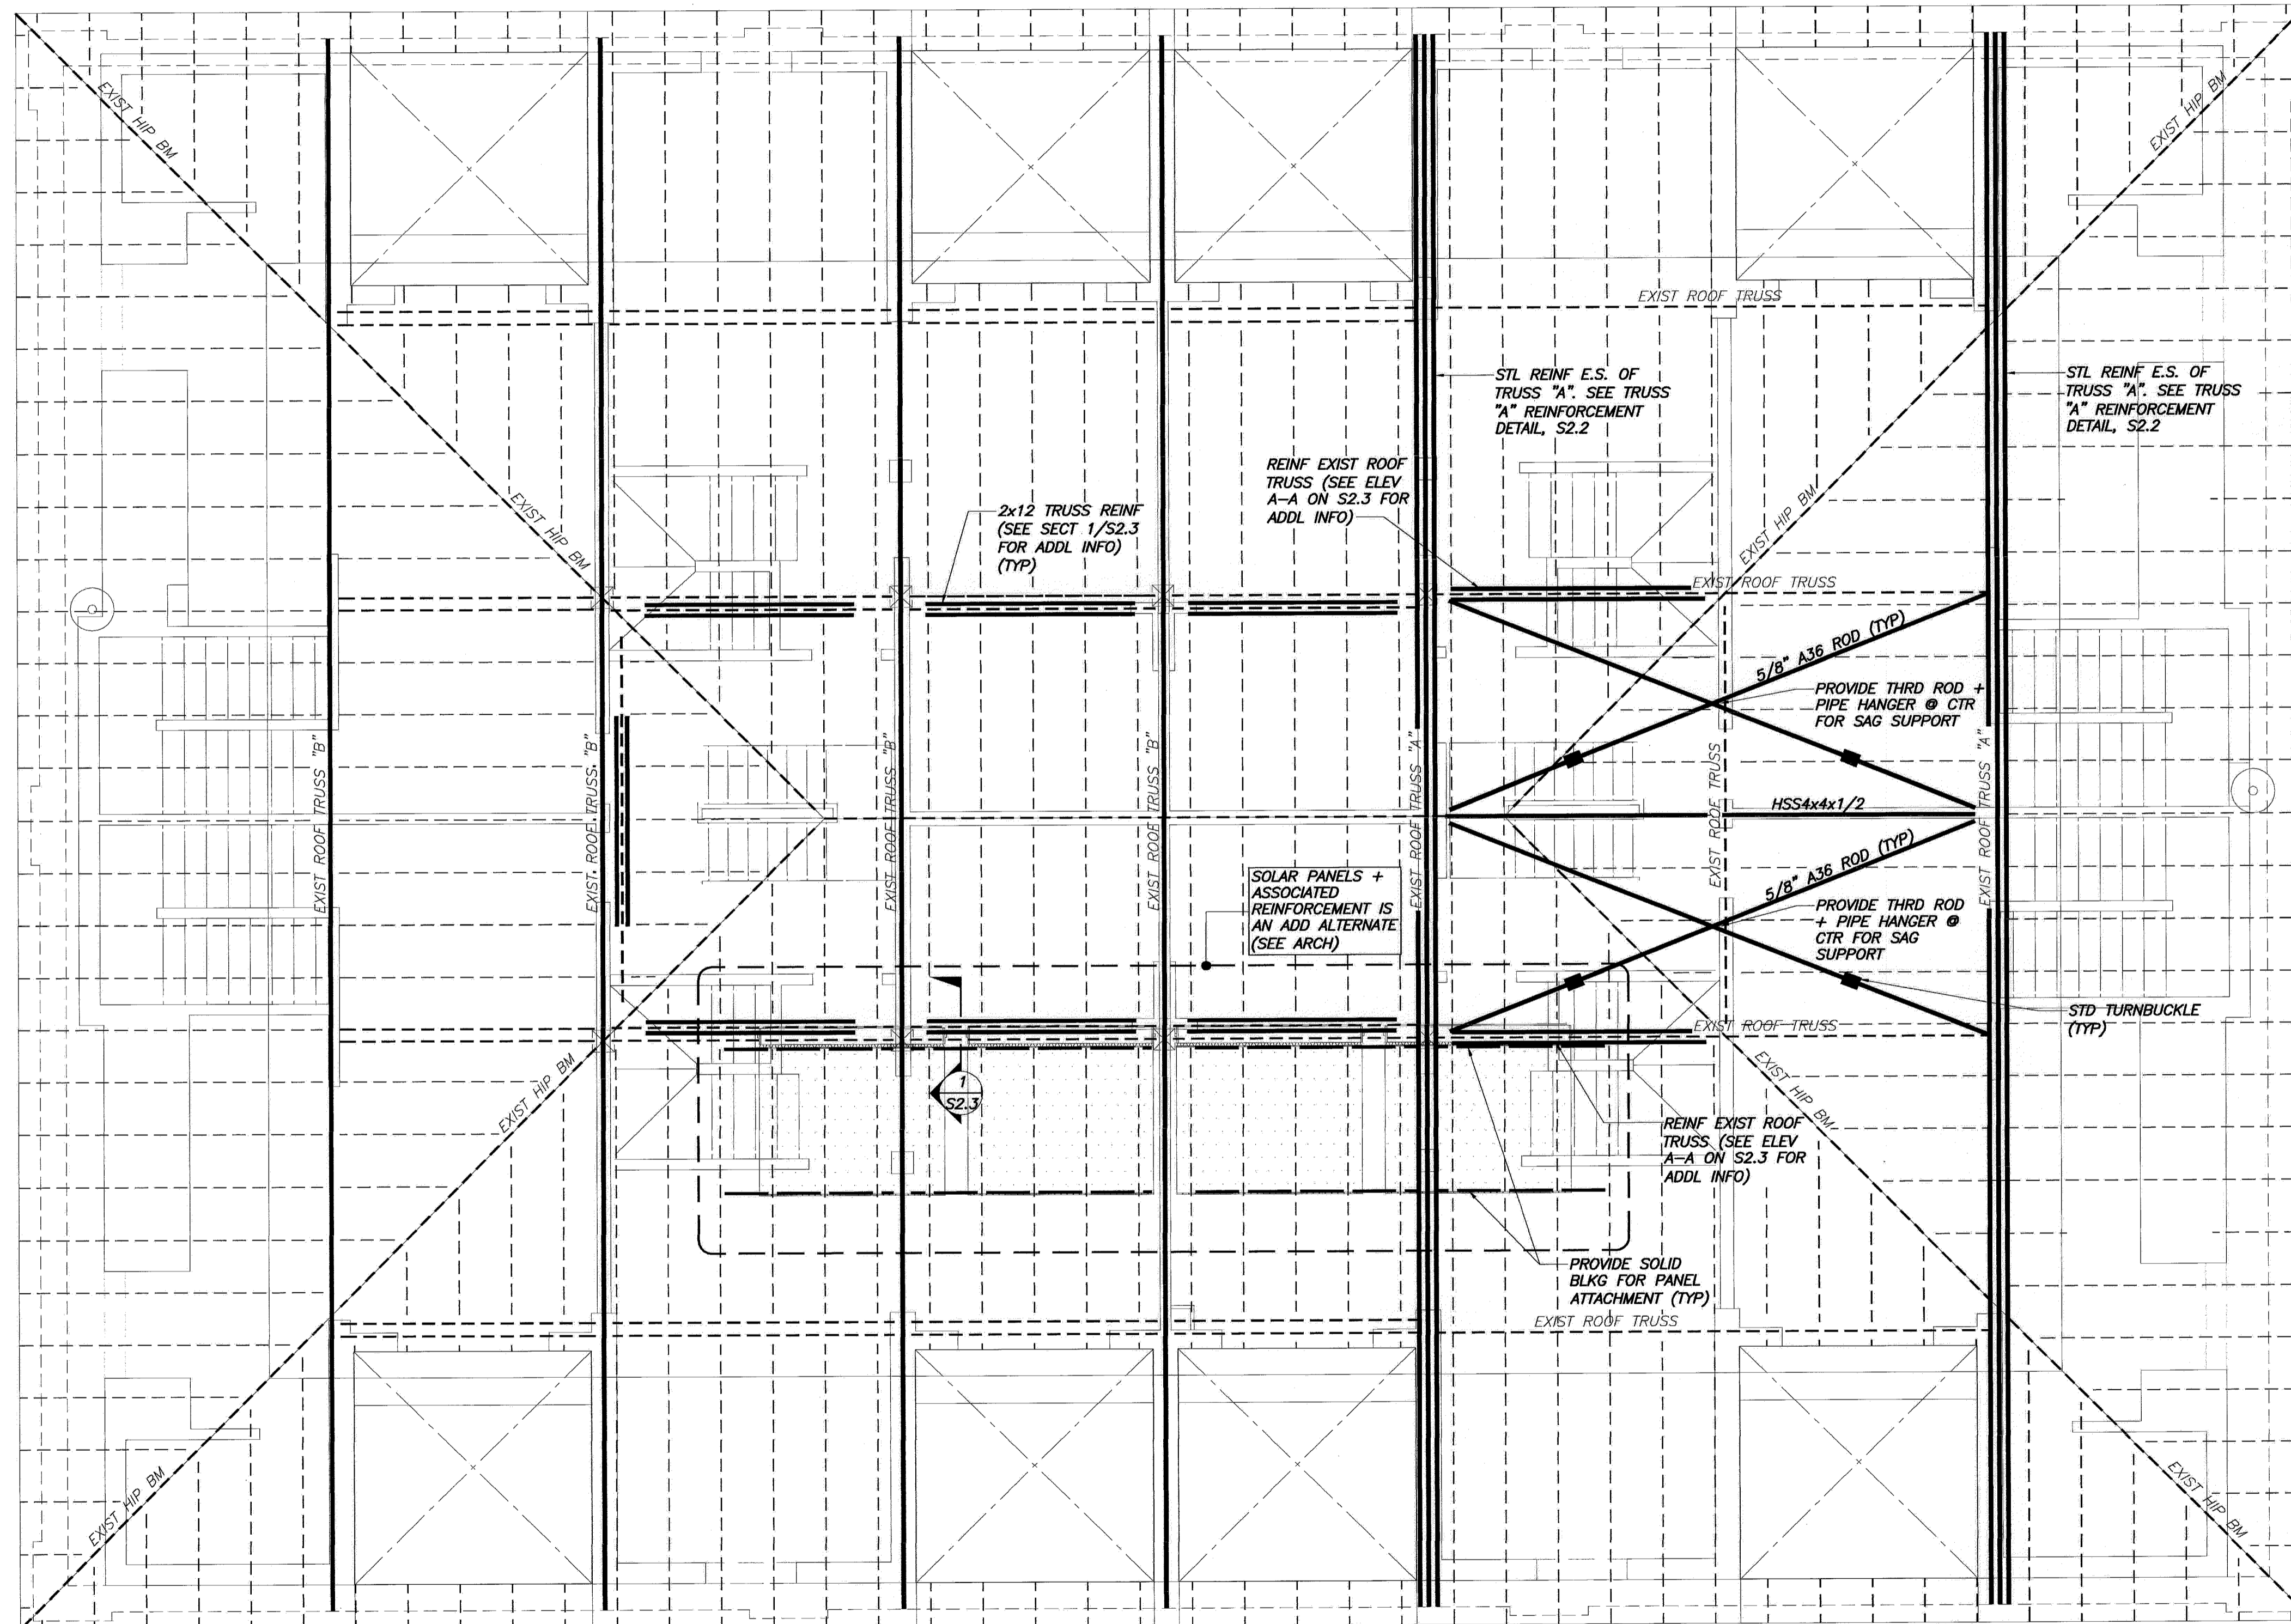 EXIST HIP BM
EXIST HIP BM
EXIST ROOF TRUSS
STL REINF E.S. OF
TRUSS "A". SEE TRUSS
"A" REINFORCEMENT
DETAIL, S2.2
STL REINF E.S. OF
TRUSS "A". SEE TRUSS
"A" REINFORCEMENT
DETAIL, S2.2
REINF EXIST ROOF
TRUSS (SEE ELEV
A-A ON S2.3 FOR
ADDL INFO)
2x12 TRUSS REINF
(SEE SECT 1/S2.3
FOR ADDL INFO)
(TYP)
EXIST HIP BM
EXIST HIP BM
EXIST ROOF TRUSS
5/8" A36 ROD (TYP)
PROVIDE THRD ROD +
PIPE HANGER @ CTR
FOR SAG SUPPORT
EXIST ROOF TRUSS "B"
EXIST ROOF TRUSS "B"
EXIST ROOF TRUSS "B"
EXIST ROOF TRUSS "B"
EXIST ROOF TRUSS "A"
EXIST ROOF TRUSS
EXIST ROOF TRUSS "A"
HSS4x4x1/2
5/8" A36 ROD (TYP)
SOLAR PANELS +
ASSOCIATED
REINFORCEMENT IS
AN ADD ALTERNATE
(SEE ARCH)
PROVIDE THRD ROD
+ PIPE HANGER @
CTR FOR SAG
SUPPORT
STD TURNBUCKLE
(TYP)
EXIST ROOF TRUSS
EXIST HIP BM
EXIST HIP BM
1
S2.3
REINF EXIST ROOF
TRUSS (SEE ELEV
A-A ON S2.3 FOR
ADDL INFO)
PROVIDE SOLID
BLKG FOR PANEL
ATTACHMENT (TYP)
EXIST ROOF TRUSS
EXIST HIP BM
EXIST HIP BM